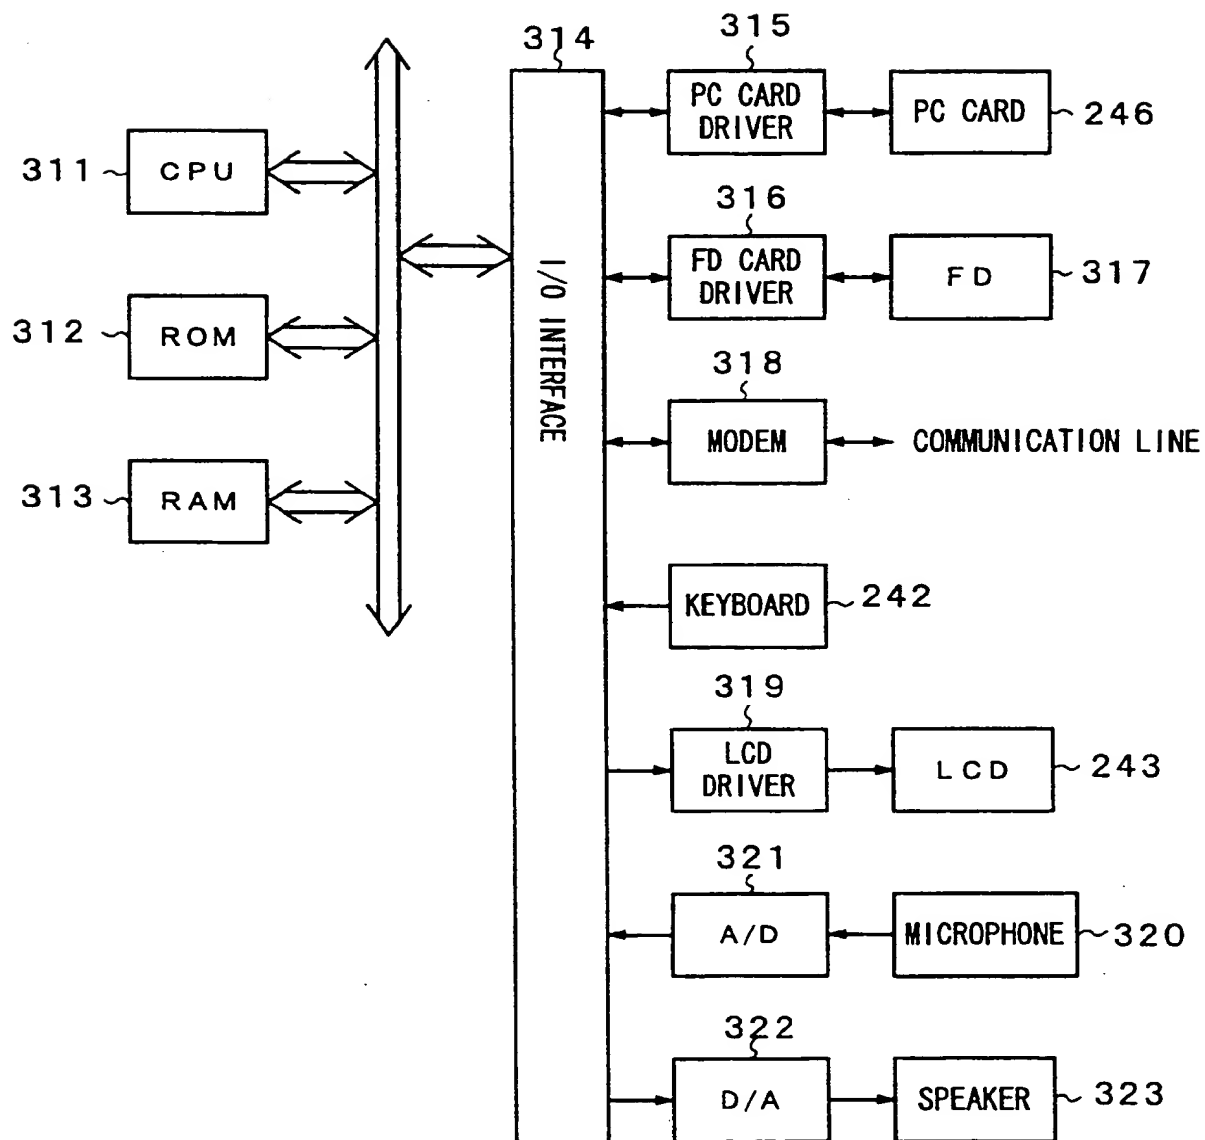 314
315
PC CARD
DRIVER
PC CARD
246
311
CPU
316
FD CARD
DRIVER
FD
317
I/O INTERFACE
312
ROM
318
MODEM
COMMUNICATION LINE
313
RAM
KEYBOARD
242
319
LCD
DRIVER
LCD
243
321
A/D
MICROPHONE
320
322
D/A
SPEAKER
323